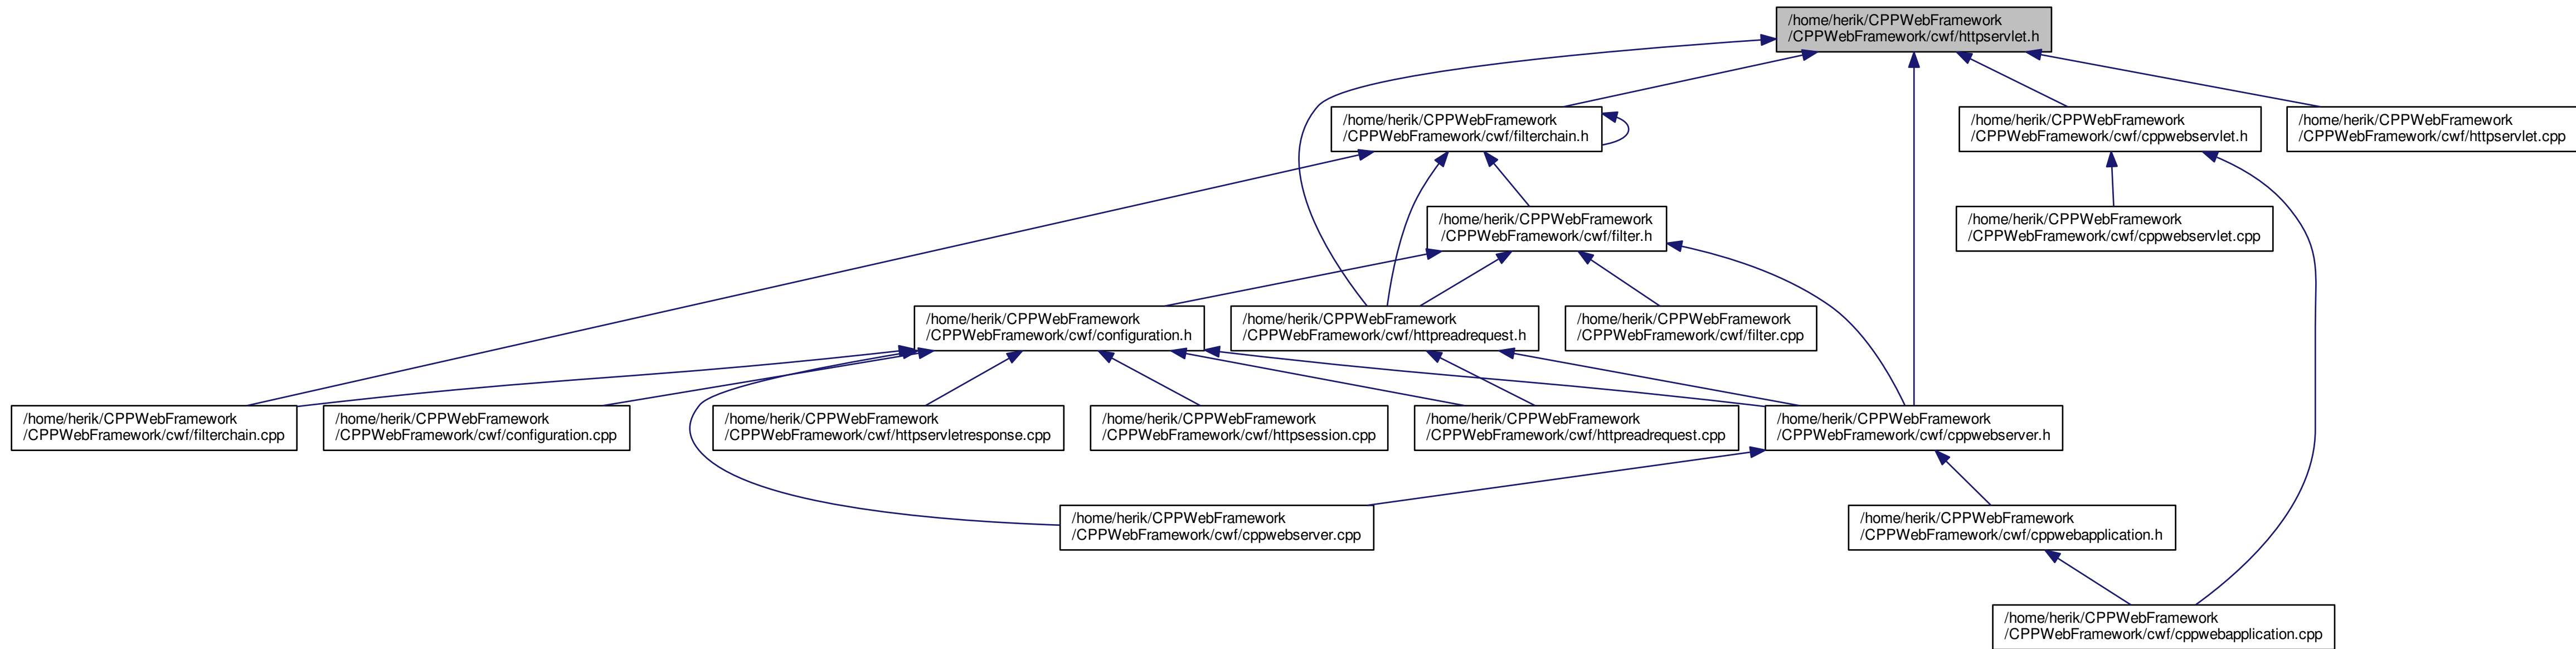 /home/herik/CPPWebFramework
/CPPWebFramework/cwf/httpservlet.h
/home/herik/CPPWebFramework
/CPPWebFramework/cwf/filterchain.h
/home/herik/CPPWebFramework
/CPPWebFramework/cwf/cppwebservlet.h
/home/herik/CPPWebFramework
/CPPWebFramework/cwf/httpservlet.cpp
/home/herik/CPPWebFramework
/CPPWebFramework/cwf/filter.h
/home/herik/CPPWebFramework
/CPPWebFramework/cwf/cppwebservlet.cpp
/home/herik/CPPWebFramework
/CPPWebFramework/cwf/configuration.h
/home/herik/CPPWebFramework
/CPPWebFramework/cwf/httpreadrequest.h
/home/herik/CPPWebFramework
/CPPWebFramework/cwf/filter.cpp
/home/herik/CPPWebFramework
/CPPWebFramework/cwf/filterchain.cpp
/home/herik/CPPWebFramework
/CPPWebFramework/cwf/configuration.cpp
/home/herik/CPPWebFramework
/CPPWebFramework/cwf/httpservletresponse.cpp
/home/herik/CPPWebFramework
/CPPWebFramework/cwf/httpsession.cpp
/home/herik/CPPWebFramework
/CPPWebFramework/cwf/httpreadrequest.cpp
/home/herik/CPPWebFramework
/CPPWebFramework/cwf/cppwebserver.h
/home/herik/CPPWebFramework
/CPPWebFramework/cwf/cppwebserver.cpp
/home/herik/CPPWebFramework
/CPPWebFramework/cwf/cppwebapplication.h
/home/herik/CPPWebFramework
/CPPWebFramework/cwf/cppwebapplication.cpp